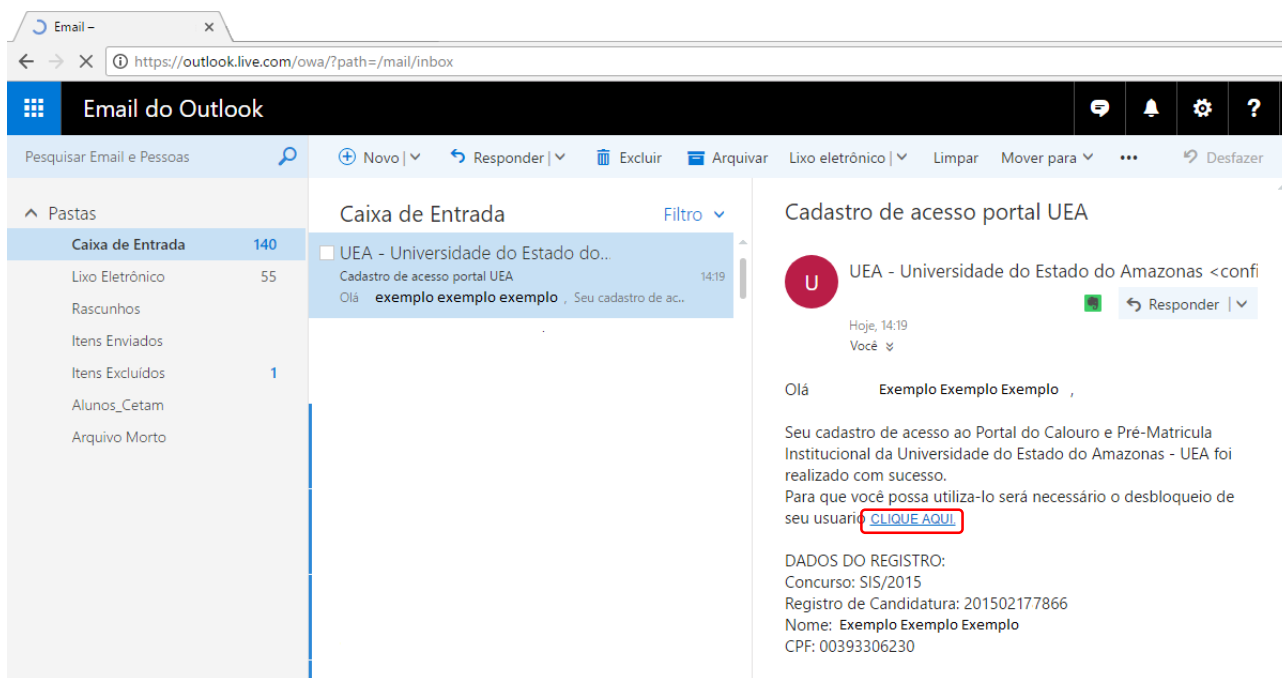 Email –
https://outlook.live.com/owa/?path=/mail/inbox
Email do Outlook
Pesquisar Email e Pessoas
Novo | Responder | Excluir Arquivar Lixo eletrônico | Limpar Mover para ••• Desfazer
Pastas
Caixa de Entrada 140
Lixo Eletrônico 55
Rascunhos
Itens Enviados
Itens Excluídos 1
Alunos_Cetam
Arquivo Morto
Caixa de Entrada Filtro
UEA - Universidade do Estado do...
Cadastro de acesso portal UEA 14:19
Olá exemplo exemplo exemplo , Seu cadastro de ac..
Cadastro de acesso portal UEA
U
UEA - Universidade do Estado do Amazonas <confi
Responder |
Hoje, 14:19
Você
Olá Exemplo Exemplo Exemplo ,
Seu cadastro de acesso ao Portal do Calouro e Pré-Matricula
Institucional da Universidade do Estado do Amazonas - UEA foi
realizado com sucesso.
Para que você possa utiliza-lo será necessário o desbloqueio de
seu usuario CLIQUE AQUI.
DADOS DO REGISTRO:
Concurso: SIS/2015
Registro de Candidatura: 201502177866
Nome: Exemplo Exemplo Exemplo
CPF: 00393306230